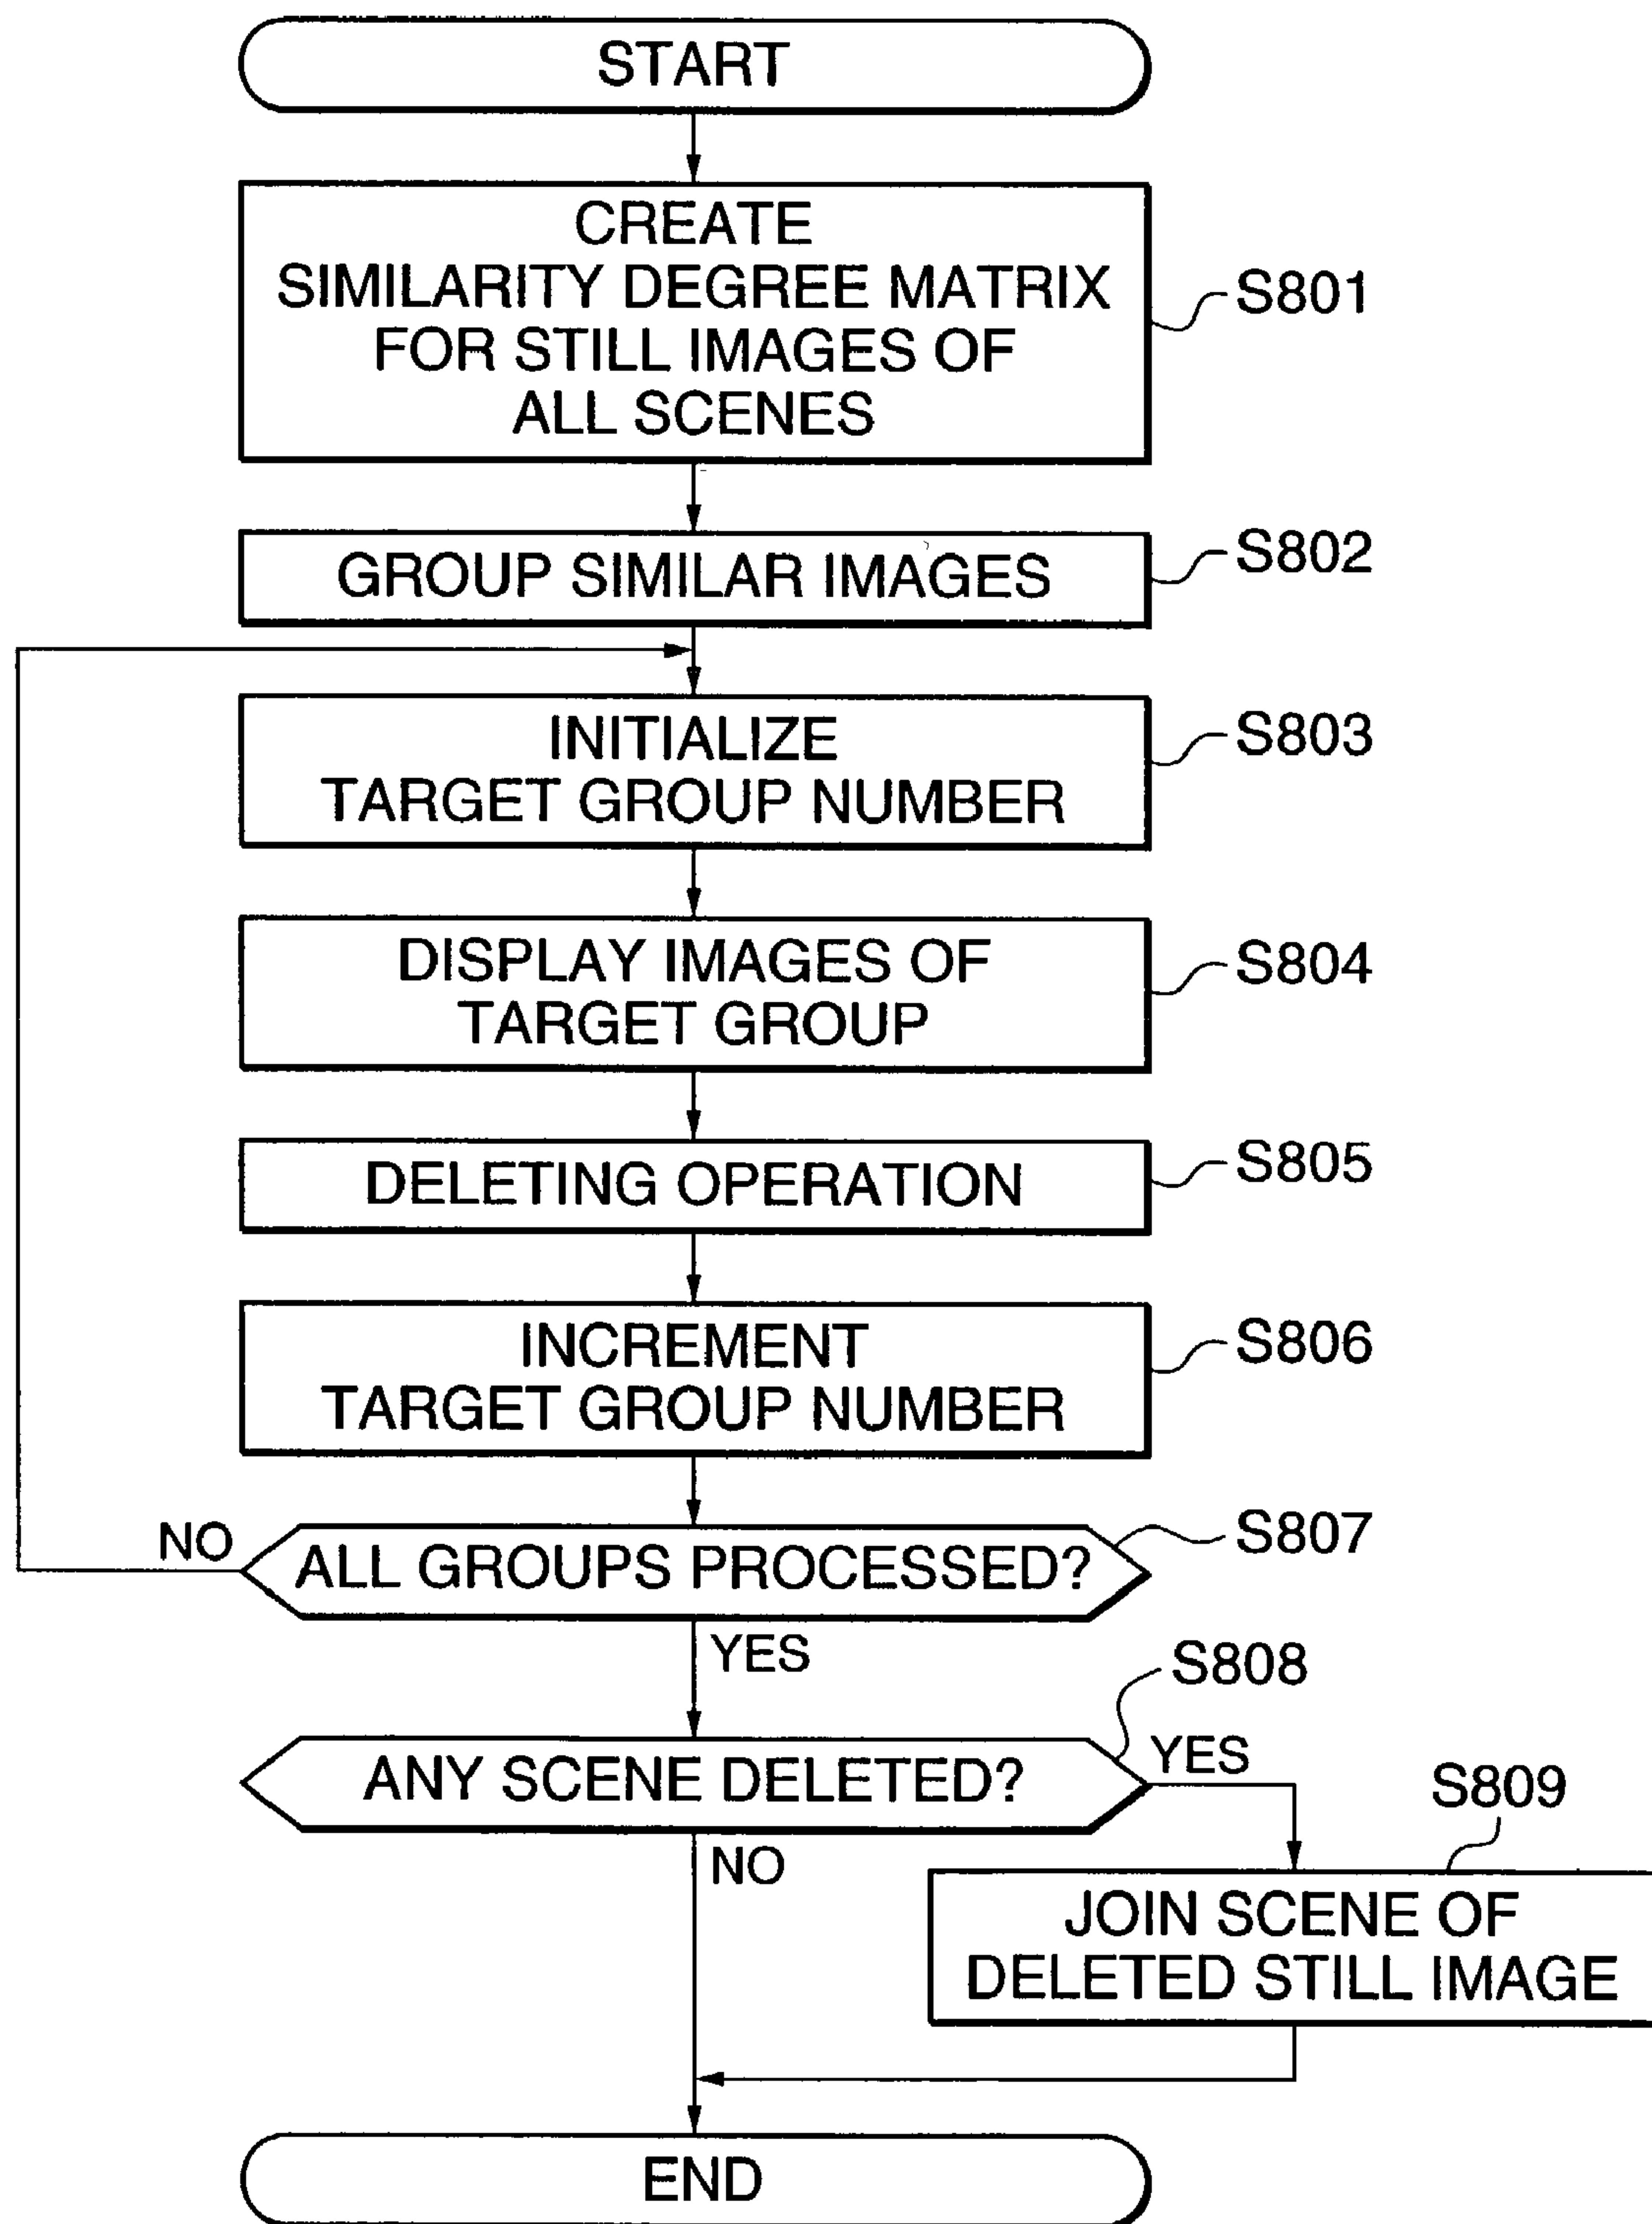 START
CREATE
SIMILARITY DEGREE MATRIX
FOR STILL IMAGES OF
ALL SCENES
S801
GROUP SIMILAR IMAGES
S802
INITIALIZE
TARGET GROUP NUMBER
S803
DISPLAY IMAGES OF
TARGET GROUP
S804
DELETING OPERATION
S805
INCREMENT
TARGET GROUP NUMBER
S806
NO
ALL GROUPS PROCESSED?
S807
YES
S808
ANY SCENE DELETED?
YES
S809
NO
JOIN SCENE OF
DELETED STILL IMAGE
END